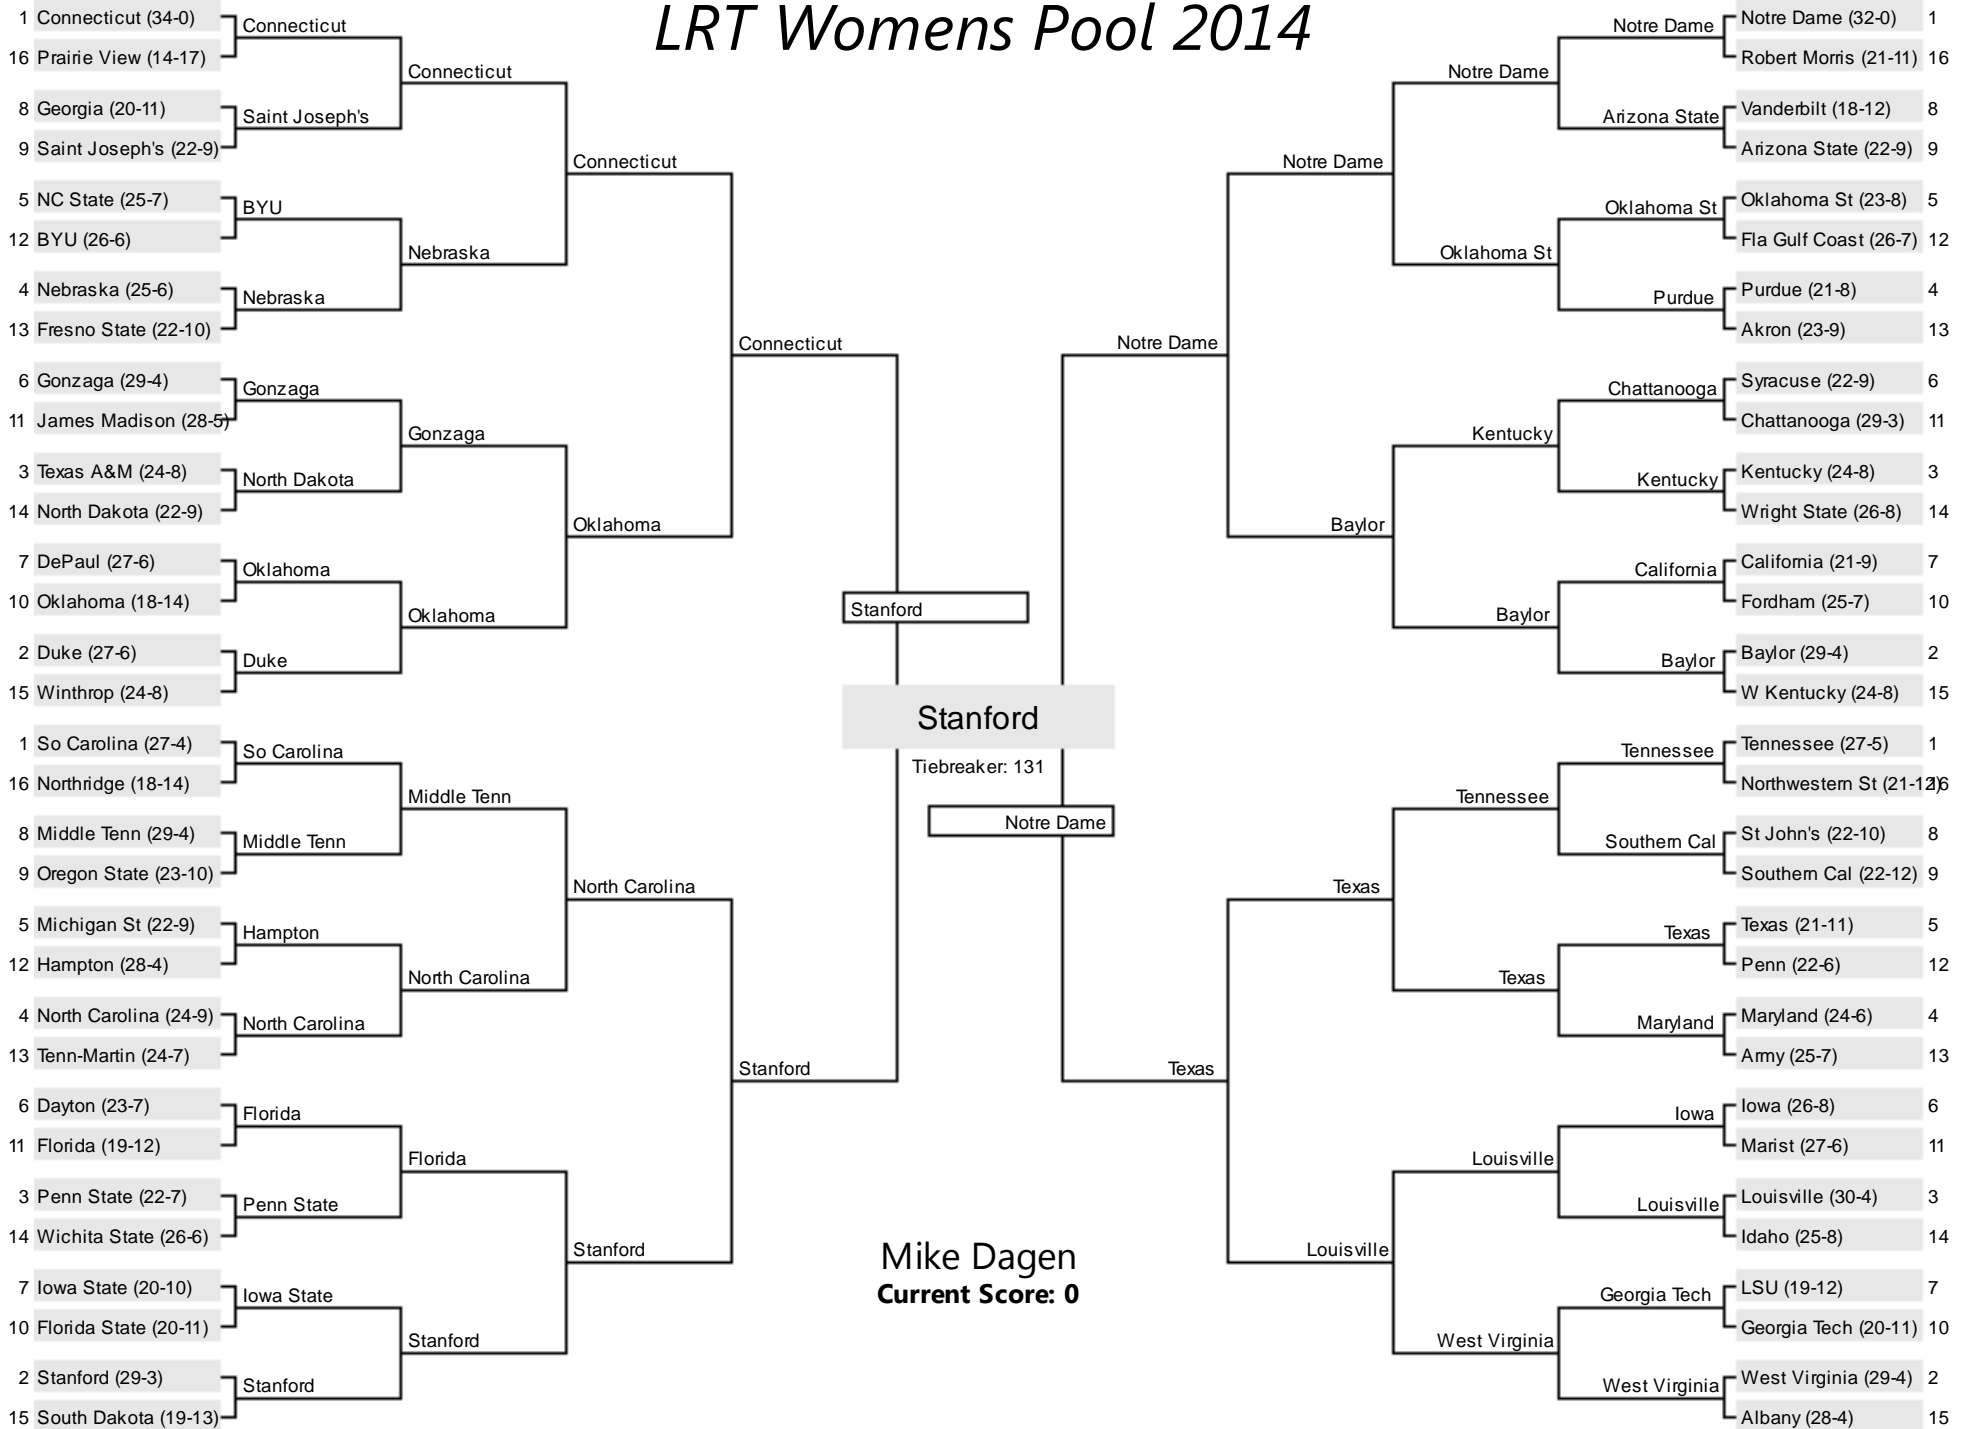 LRT Womens Pool 2014
1 Connecticut (34-0)
16 Prairie View (14-17)
8 Georgia (20-11)
9 Saint Joseph's (22-9)
5 NC State (25-7)
12 BYU (26-6)
4 Nebraska (25-6)
13 Fresno State (22-10)
6 Gonzaga (29-4)
11 James Madison (28-5)
3 Texas A&M (24-8)
14 North Dakota (22-9)
7 DePaul (27-6)
10 Oklahoma (18-14)
2 Duke (27-6)
15 Winthrop (24-8)
1 So Carolina (27-4)
16 Northridge (18-14)
8 Middle Tenn (29-4)
9 Oregon State (23-10)
5 Michigan St (22-9)
12 Hampton (28-4)
4 North Carolina (24-9)
13 Tenn-Martin (24-7)
6 Dayton (23-7)
11 Florida (19-12)
3 Penn State (22-7)
14 Wichita State (26-6)
7 Iowa State (20-10)
10 Florida State (20-11)
2 Stanford (29-3)
15 South Dakota (19-13)
Connecticut
Saint Joseph's
BYU
Nebraska
Gonzaga
North Dakota
Oklahoma
Duke
So Carolina
Middle Tenn
Hampton
North Carolina
Florida
Penn State
Iowa State
Stanford
Connecticut
Nebraska
Gonzaga
Oklahoma
Middle Tenn
North Carolina
Florida
Stanford
Connecticut
Oklahoma
North Carolina
Stanford
Connecticut
Stanford
Stanford
Stanford
Tiebreaker: 131
Notre Dame
Mike Dagen
Current Score: 0
Notre Dame
Texas
Notre Dame
Baylor
Texas
Louisville
Notre Dame
Oklahoma St
Kentucky
Baylor
Tennessee
Texas
Louisville
West Virginia
Notre Dame
Arizona State
Oklahoma St
Purdue
Chattanooga
Kentucky
California
Baylor
Tennessee
Southern Cal
Texas
Maryland
Iowa
Louisville
Georgia Tech
West Virginia
Notre Dame (32-0) 1
Robert Morris (21-11) 16
Vanderbilt (18-12) 8
Arizona State (22-9) 9
Oklahoma St (23-8) 5
Fla Gulf Coast (26-7) 12
Purdue (21-8) 4
Akron (23-9) 13
Syracuse (22-9) 6
Chattanooga (29-3) 11
Kentucky (24-8) 3
Wright State (26-8) 14
California (21-9) 7
Fordham (25-7) 10
Baylor (29-4) 2
W Kentucky (24-8) 15
Tennessee (27-5) 1
Northwestern St (21-12) 16
St John's (22-10) 8
Southern Cal (22-12) 9
Texas (21-11) 5
Penn (22-6) 12
Maryland (24-6) 4
Army (25-7) 13
Iowa (26-8) 6
Marist (27-6) 11
Louisville (30-4) 3
Idaho (25-8) 14
LSU (19-12) 7
Georgia Tech (20-11) 10
West Virginia (29-4) 2
Albany (28-4) 15